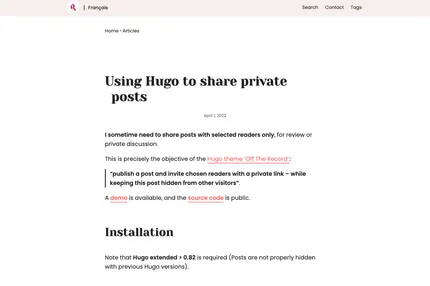 | Français
Search Contact Tags
Home • Articles
Using Hugo to share private
posts
April 1, 2022
I sometime need to share posts with selected readers only, for review or
private discussion.
This is precisely the objective of the Hugo theme "Off The Record":
"publish a post and invite chosen readers with a private link – while
keeping this post hidden from other visitors".
A demo is available, and the source code is public.
Installation
Note that Hugo extended > 0.82 is required (Posts are not properly hidden
with previous Hugo versions).